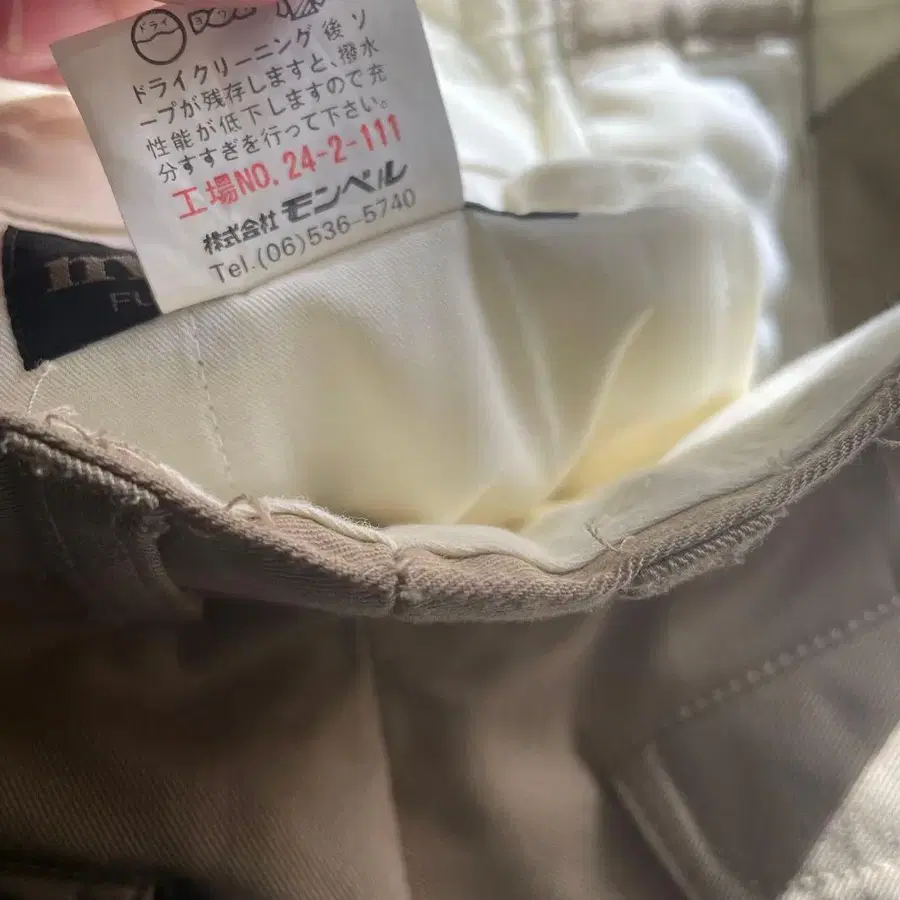 ドライ
ドライクリーニング後ソ
ープが残存しますと、撥水
性能が低下しますので充
分すすぎを行って下さい。
工場NO. 24-2-111
株式会社 モンベル
Tel.(06)536-5740